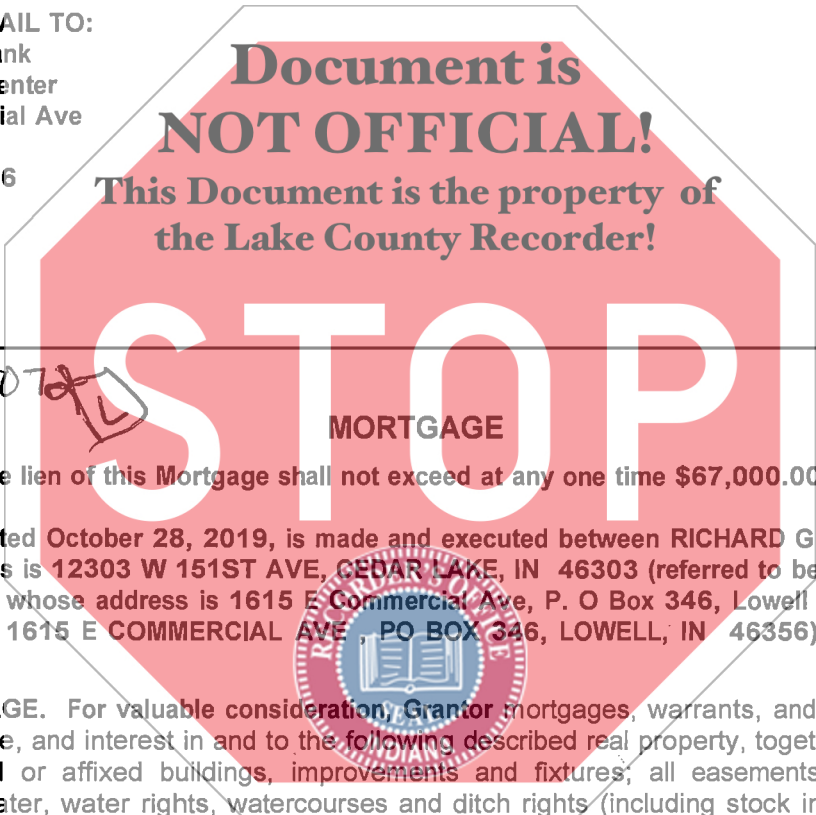 AIL TO:
nk
enter
ial Ave
6
Document is
NOT OFFICIAL!
This Document is the property of
the Lake County Recorder!
STOP
MORTGAGE
e lien of this Mortgage shall not exceed at any one time $67,000.00
ted October 28, 2019, is made and executed between RICHARD G
s is 12303 W 151ST AVE, CEDAR LAKE, IN 46303 (referred to be
whose address is 1615 E Commercial Ave, P. O Box 346, Lowell
1615 E COMMERCIAL AVE , PO BOX 346, LOWELL, IN 46356)
RECORDER'S OFFICE
SEAL
INDIANA
GE. For valuable consideration, Grantor mortgages, warrants, and
e, and interest in and to the following described real property, toget
or affixed buildings, improvements and fixtures; all easements
ater, water rights, watercourses and ditch rights (including stock in